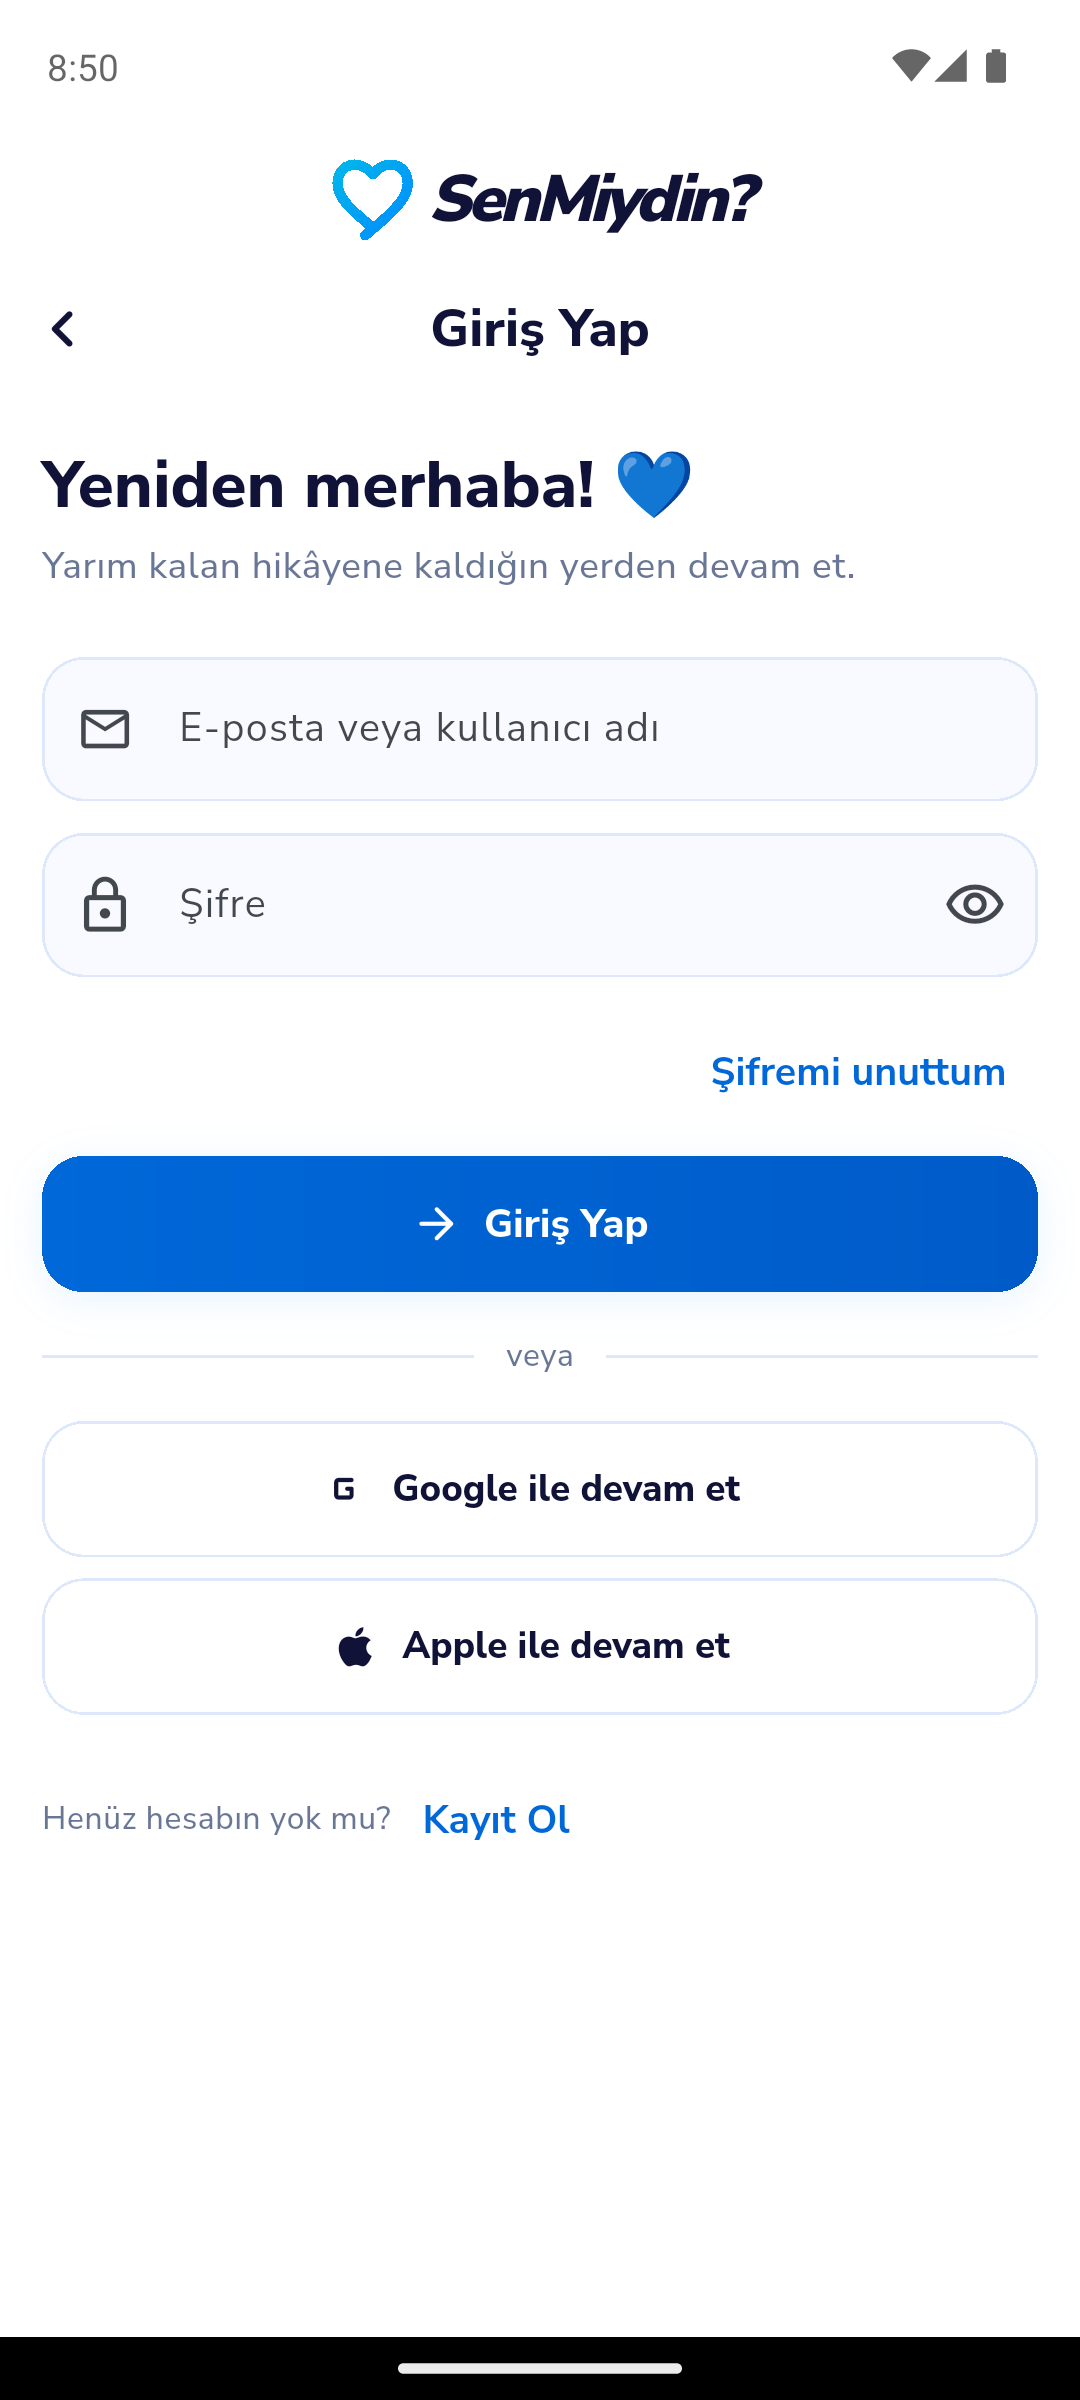 8:50
SenMiydin?
Giriş Yap
Yeniden merhaba! 💙
Yarım kalan hikâyene kaldığın yerden devam et.
E-posta veya kullanıcı adı
Şifre
Şifremi unuttum
Giriş Yap
veya
G Google ile devam et
Apple ile devam et
Henüz hesabın yok mu? Kayıt Ol